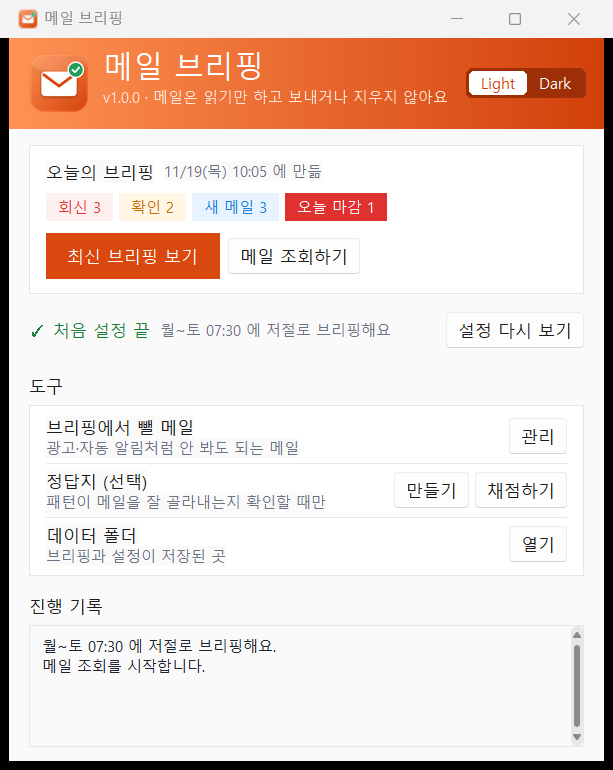 메일 브리핑
메일 브리핑
v1.0.0 · 메일은 읽기만 하고 보내거나 지우지 않아요
Light Dark
오늘의 브리핑 11/19(목) 10:05 에 만듦
회신 3 확인 2 새 메일 3 오늘 마감 1
최신 브리핑 보기 메일 조회하기
✓ 처음 설정 끝 월~토 07:30 에 저절로 브리핑해요 설정 다시 보기
도구
브리핑에서 뺄 메일
광고·자동 알림처럼 안 봐도 되는 메일
관리
정답지 (선택)
패턴이 메일을 잘 골라내는지 확인할 때만
만들기 채점하기
데이터 폴더
브리핑과 설정이 저장된 곳
열기
진행 기록
월~토 07:30 에 저절로 브리핑해요.
메일 조회를 시작합니다.